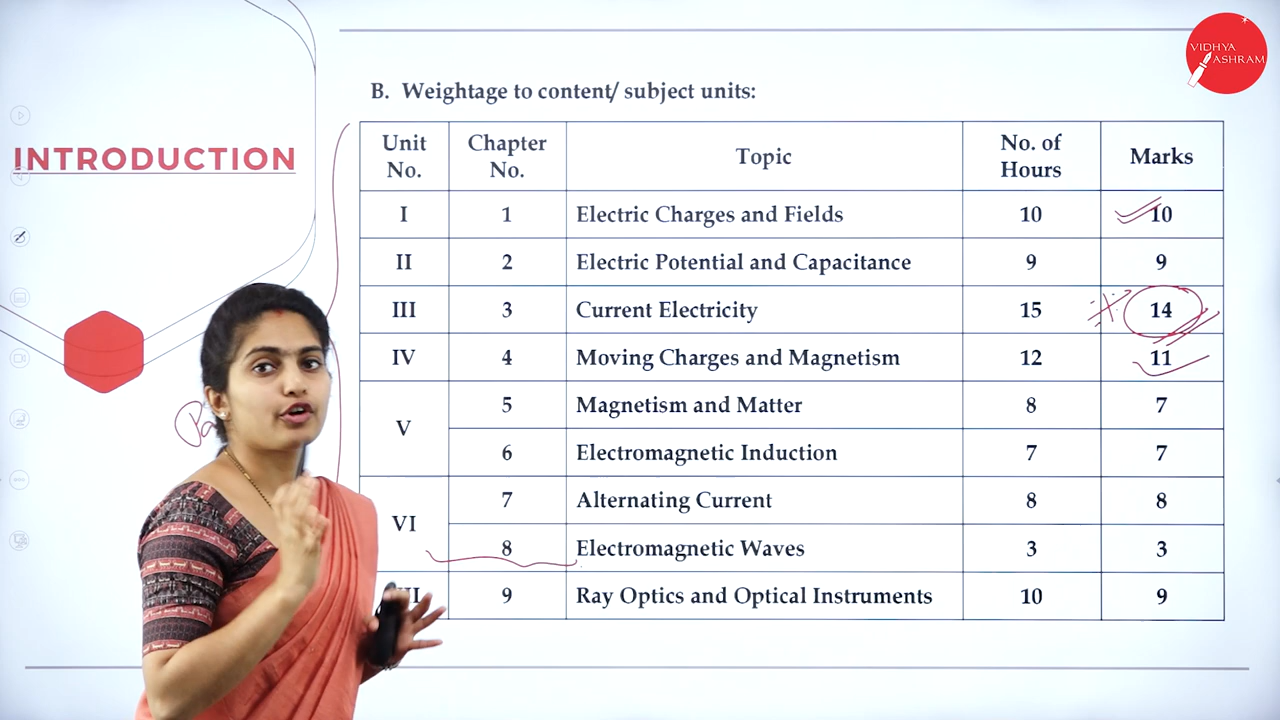 VIDHYA
ASHRAM
INTRODUCTION
B. Weightage to content/ subject units:
Unit No. Chapter No. Topic No. of Hours Marks
I 1 Electric Charges and Fields 10 10
II 2 Electric Potential and Capacitance 9 9
III 3 Current Electricity 15 14
IV 4 Moving Charges and Magnetism 12 11
V 5 Magnetism and Matter 8 7
6 Electromagnetic Induction 7 7
VI 7 Alternating Current 8 8
8 Electromagnetic Waves 3 3
9 Ray Optics and Optical Instruments 10 9